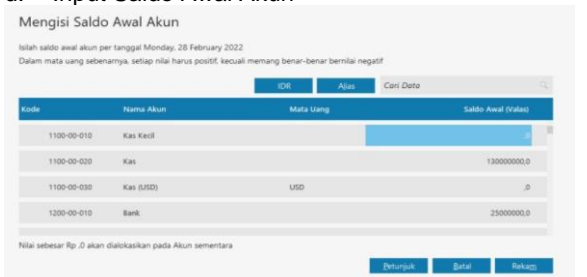 Input Saldo Awal Akun
Mengisi Saldo Awal Akun
Isilah saldo awal akun per tanggal Monday, 28 February 2022
Dalam mata uang sebenarnya, setiap nilai harus positif, kecuali memang benar-benar bernilai negatif
IDR Alias Cari Data
Kode Nama Akun Mata Uang Saldo Awal (Valas)
1100-00-010 Kas Kecil ,0
1100-00-020 Kas 130000000,0
1100-00-030 Kas (USD) USD ,0
1200-00-010 Bank 25000000,0
Nilai sebesar Rp ,0 akan dialokasikan pada Akun sementara
Petunjuk Batal Rekam